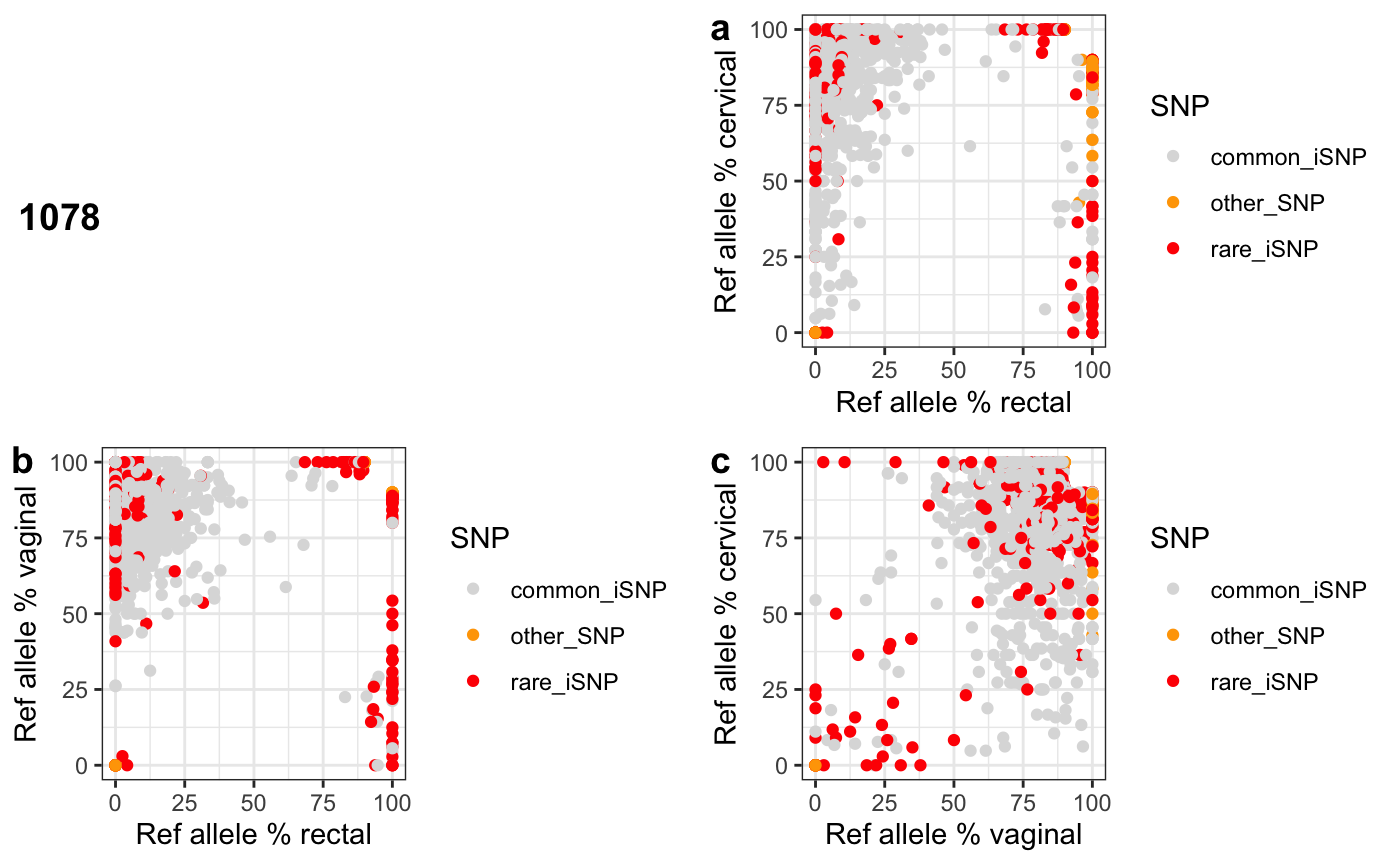 1078
a
Ref allele % cervical
100
75
50
25
0
0 25 50 75 100
Ref allele % rectal
SNP
common_iSNP
other_SNP
rare_iSNP
b
Ref allele % vaginal
100
75
50
25
0
0 25 50 75 100
Ref allele % rectal
SNP
common_iSNP
other_SNP
rare_iSNP
c
Ref allele % cervical
100
75
50
25
0
0 25 50 75 100
Ref allele % vaginal
SNP
common_iSNP
other_SNP
rare_iSNP